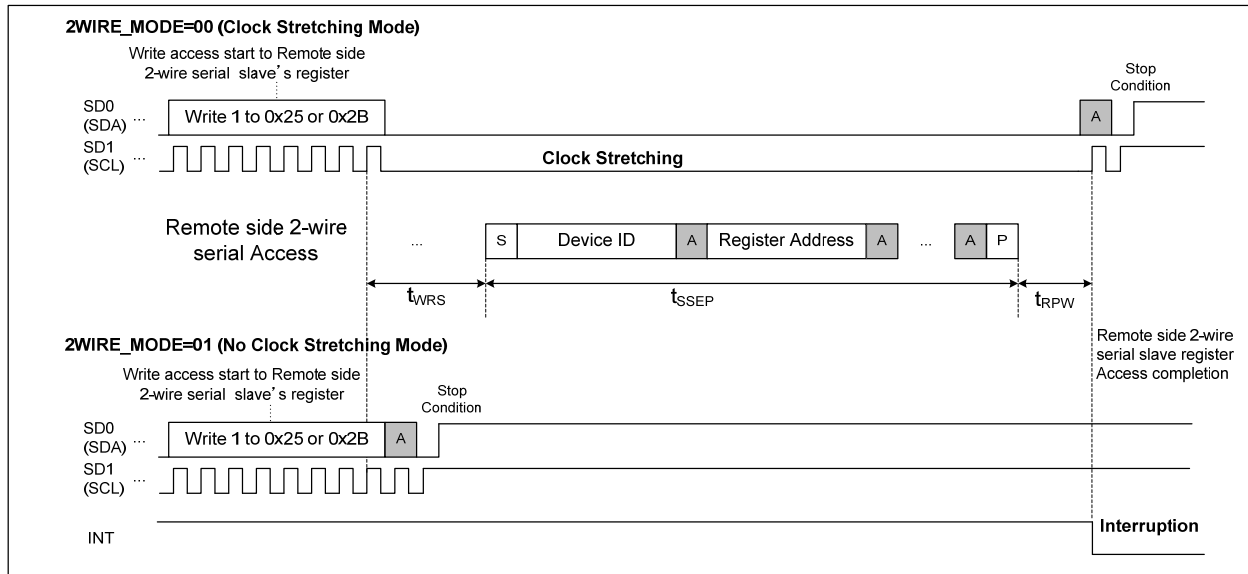 2WIRE_MODE=00 (Clock Stretching Mode)
Write access start to Remote side
2-wire serial slave's register
Stop
Condition
SD0
(SDA)
...
Write 1 to 0x25 or 0x2B
A
SD1
(SCL)
...
Clock Stretching
Remote side 2-wire
serial Access
...
S
Device ID
A
Register Address
A
...
A
P
tWRS
tSSEP
tRPW
2WIRE_MODE=01 (No Clock Stretching Mode)
Remote side 2-wire
serial slave register
Access completion
Write access start to Remote side
2-wire serial slave's register
Stop
Condition
SD0
(SDA)
...
Write 1 to 0x25 or 0x2B
A
SD1
(SCL)
...
INT
Interruption